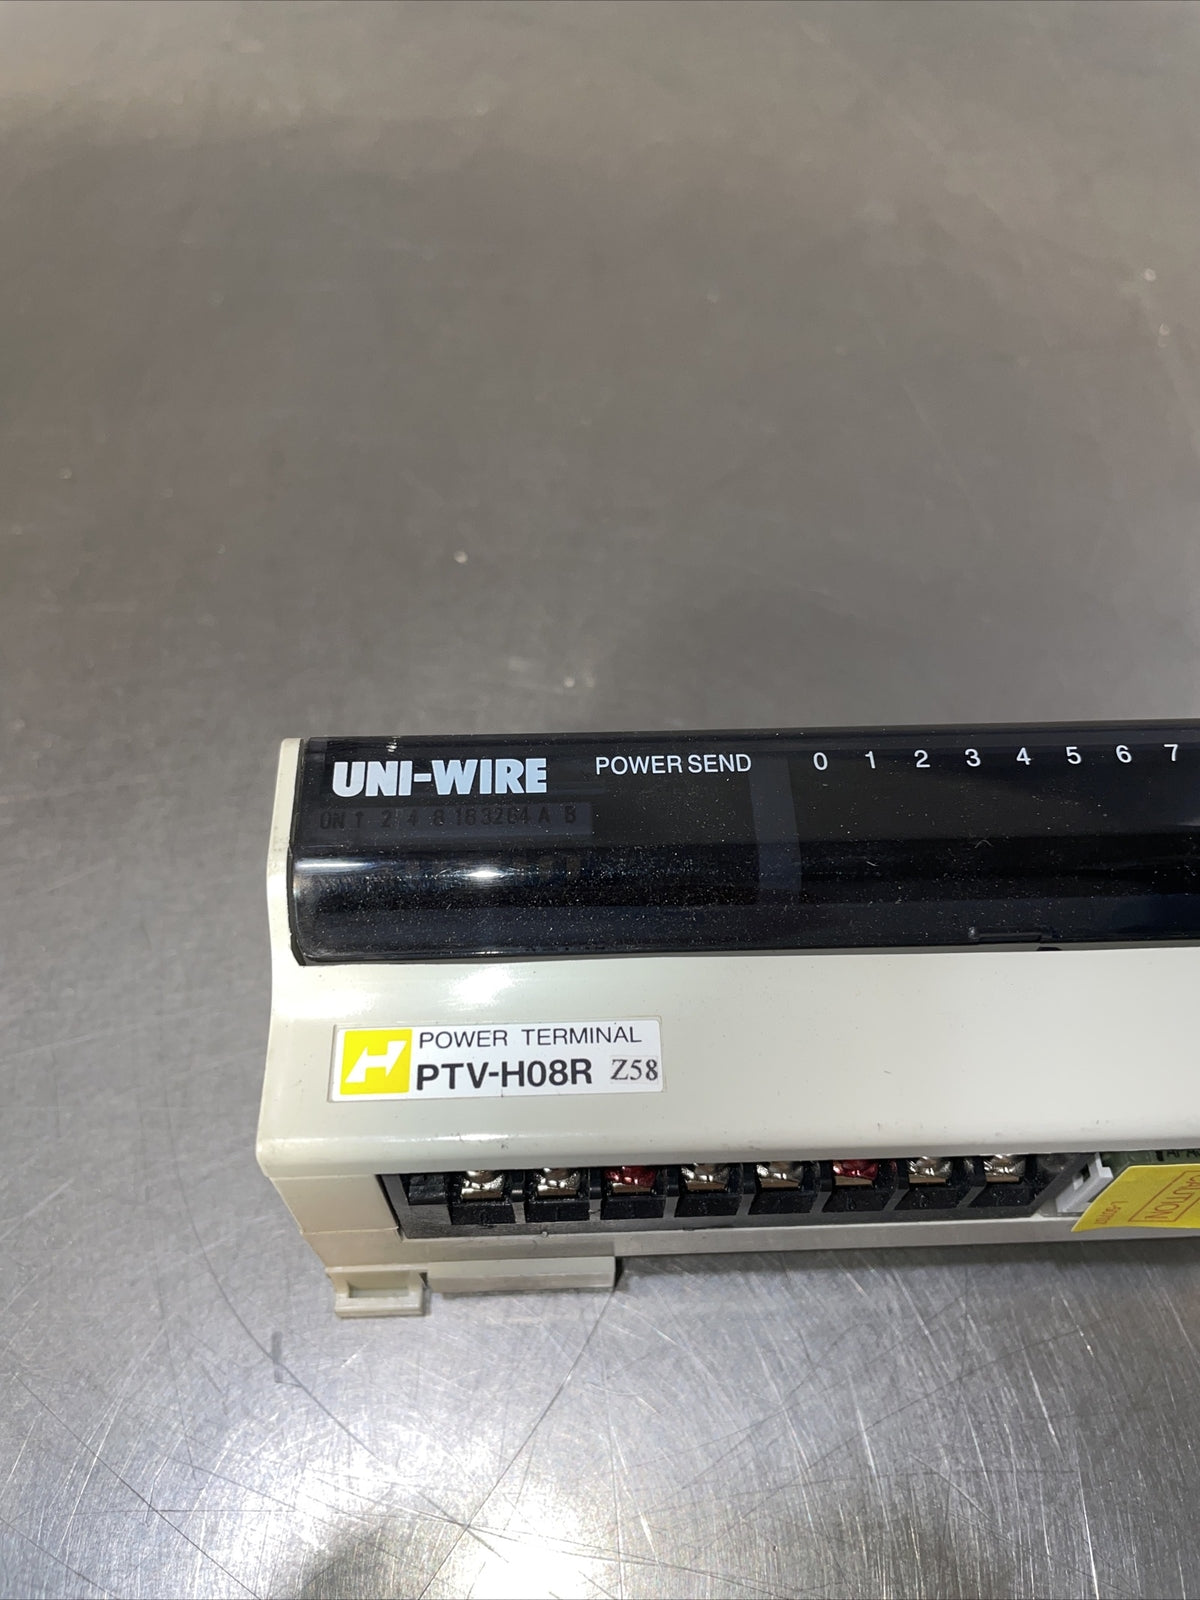 UNI-WIRE POWER SEND 0 1 2 3 4 5 6 7
ON 1 2 4 8 16 32 64 A B
H POWER TERMINAL
PTV-H08R Z58
CAUTION